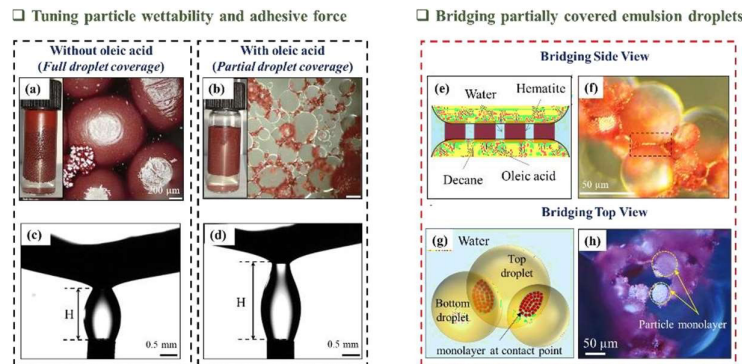 ❑ Tuning particle wettability and adhesive force
Without oleic acid
(Full droplet coverage)
With oleic acid
(Partial droplet coverage)
(a)
200 μm
(b)
(c)
H
0.5 mm
(d)
H
0.5 mm
❑ Bridging partially covered emulsion droplets
Bridging Side View
(e)
Water
Hematite
Decane
Oleic acid
(f)
50 μm
Bridging Top View
(g)
Water
Top
droplet
Bottom
droplet
monolayer at contact point
(h)
Particle monolayer
50 μm